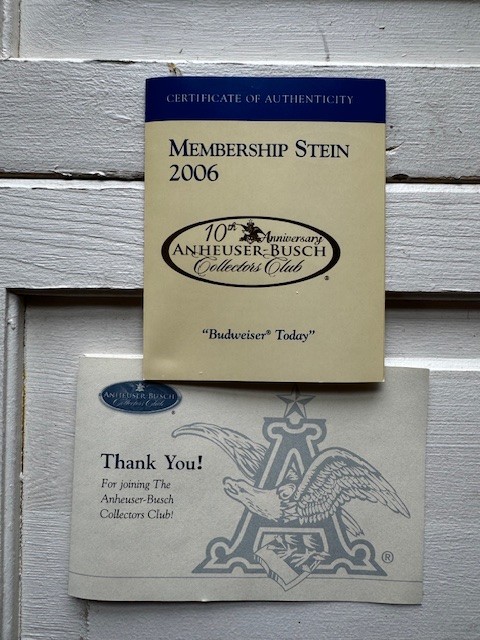 CERTIFICATE OF AUTHENTICITY
MEMBERSHIP STEIN
2006
10th Anniversary
ANHEUSER-BUSCH
Collectors Club
®
"Budweiser® Today"
ANHEUSER-BUSCH
Collectors Club
®
Thank You!
For joining The
Anheuser-Busch
Collectors Club!
A
®